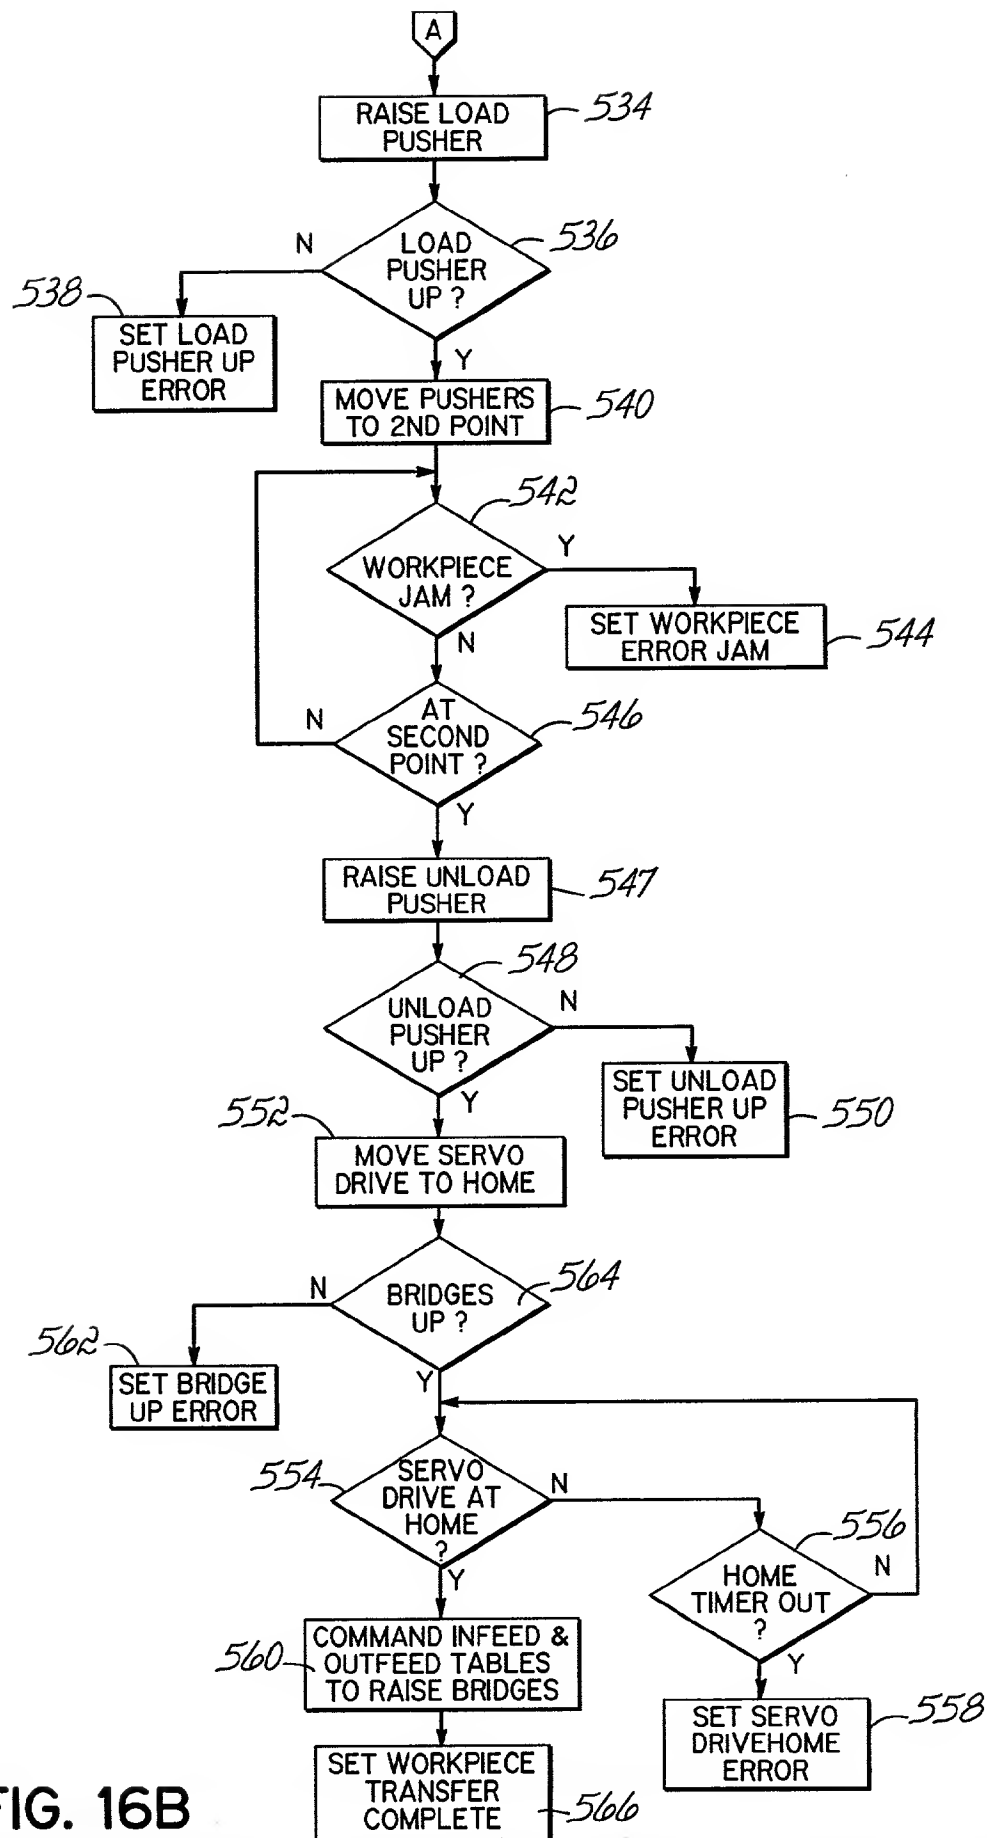 A
RAISE LOAD
PUSHER
534
LOAD
PUSHER
UP ?
536
N
538
SET LOAD
PUSHER UP
ERROR
Y
MOVE PUSHERS
TO 2ND POINT
540
542
WORKPIECE
JAM ?
Y
SET WORKPIECE
ERROR JAM
544
N
AT
SECOND
POINT ?
546
N
Y
RAISE UNLOAD
PUSHER
547
548
UNLOAD
PUSHER
UP ?
N
SET UNLOAD
PUSHER UP
ERROR
550
Y
552
MOVE SERVO
DRIVE TO HOME
BRIDGES
UP ?
564
N
562
SET BRIDGE
UP ERROR
Y
554
SERVO
DRIVE AT
HOME
?
N
556
HOME
TIMER OUT
?
N
Y
Y
560
COMMAND INFEED &
OUTFEED TABLES
TO RAISE BRIDGES
SET SERVO
DRIVEHOME
ERROR
558
SET WORKPIECE
TRANSFER
COMPLETE
566
FIG. 16B